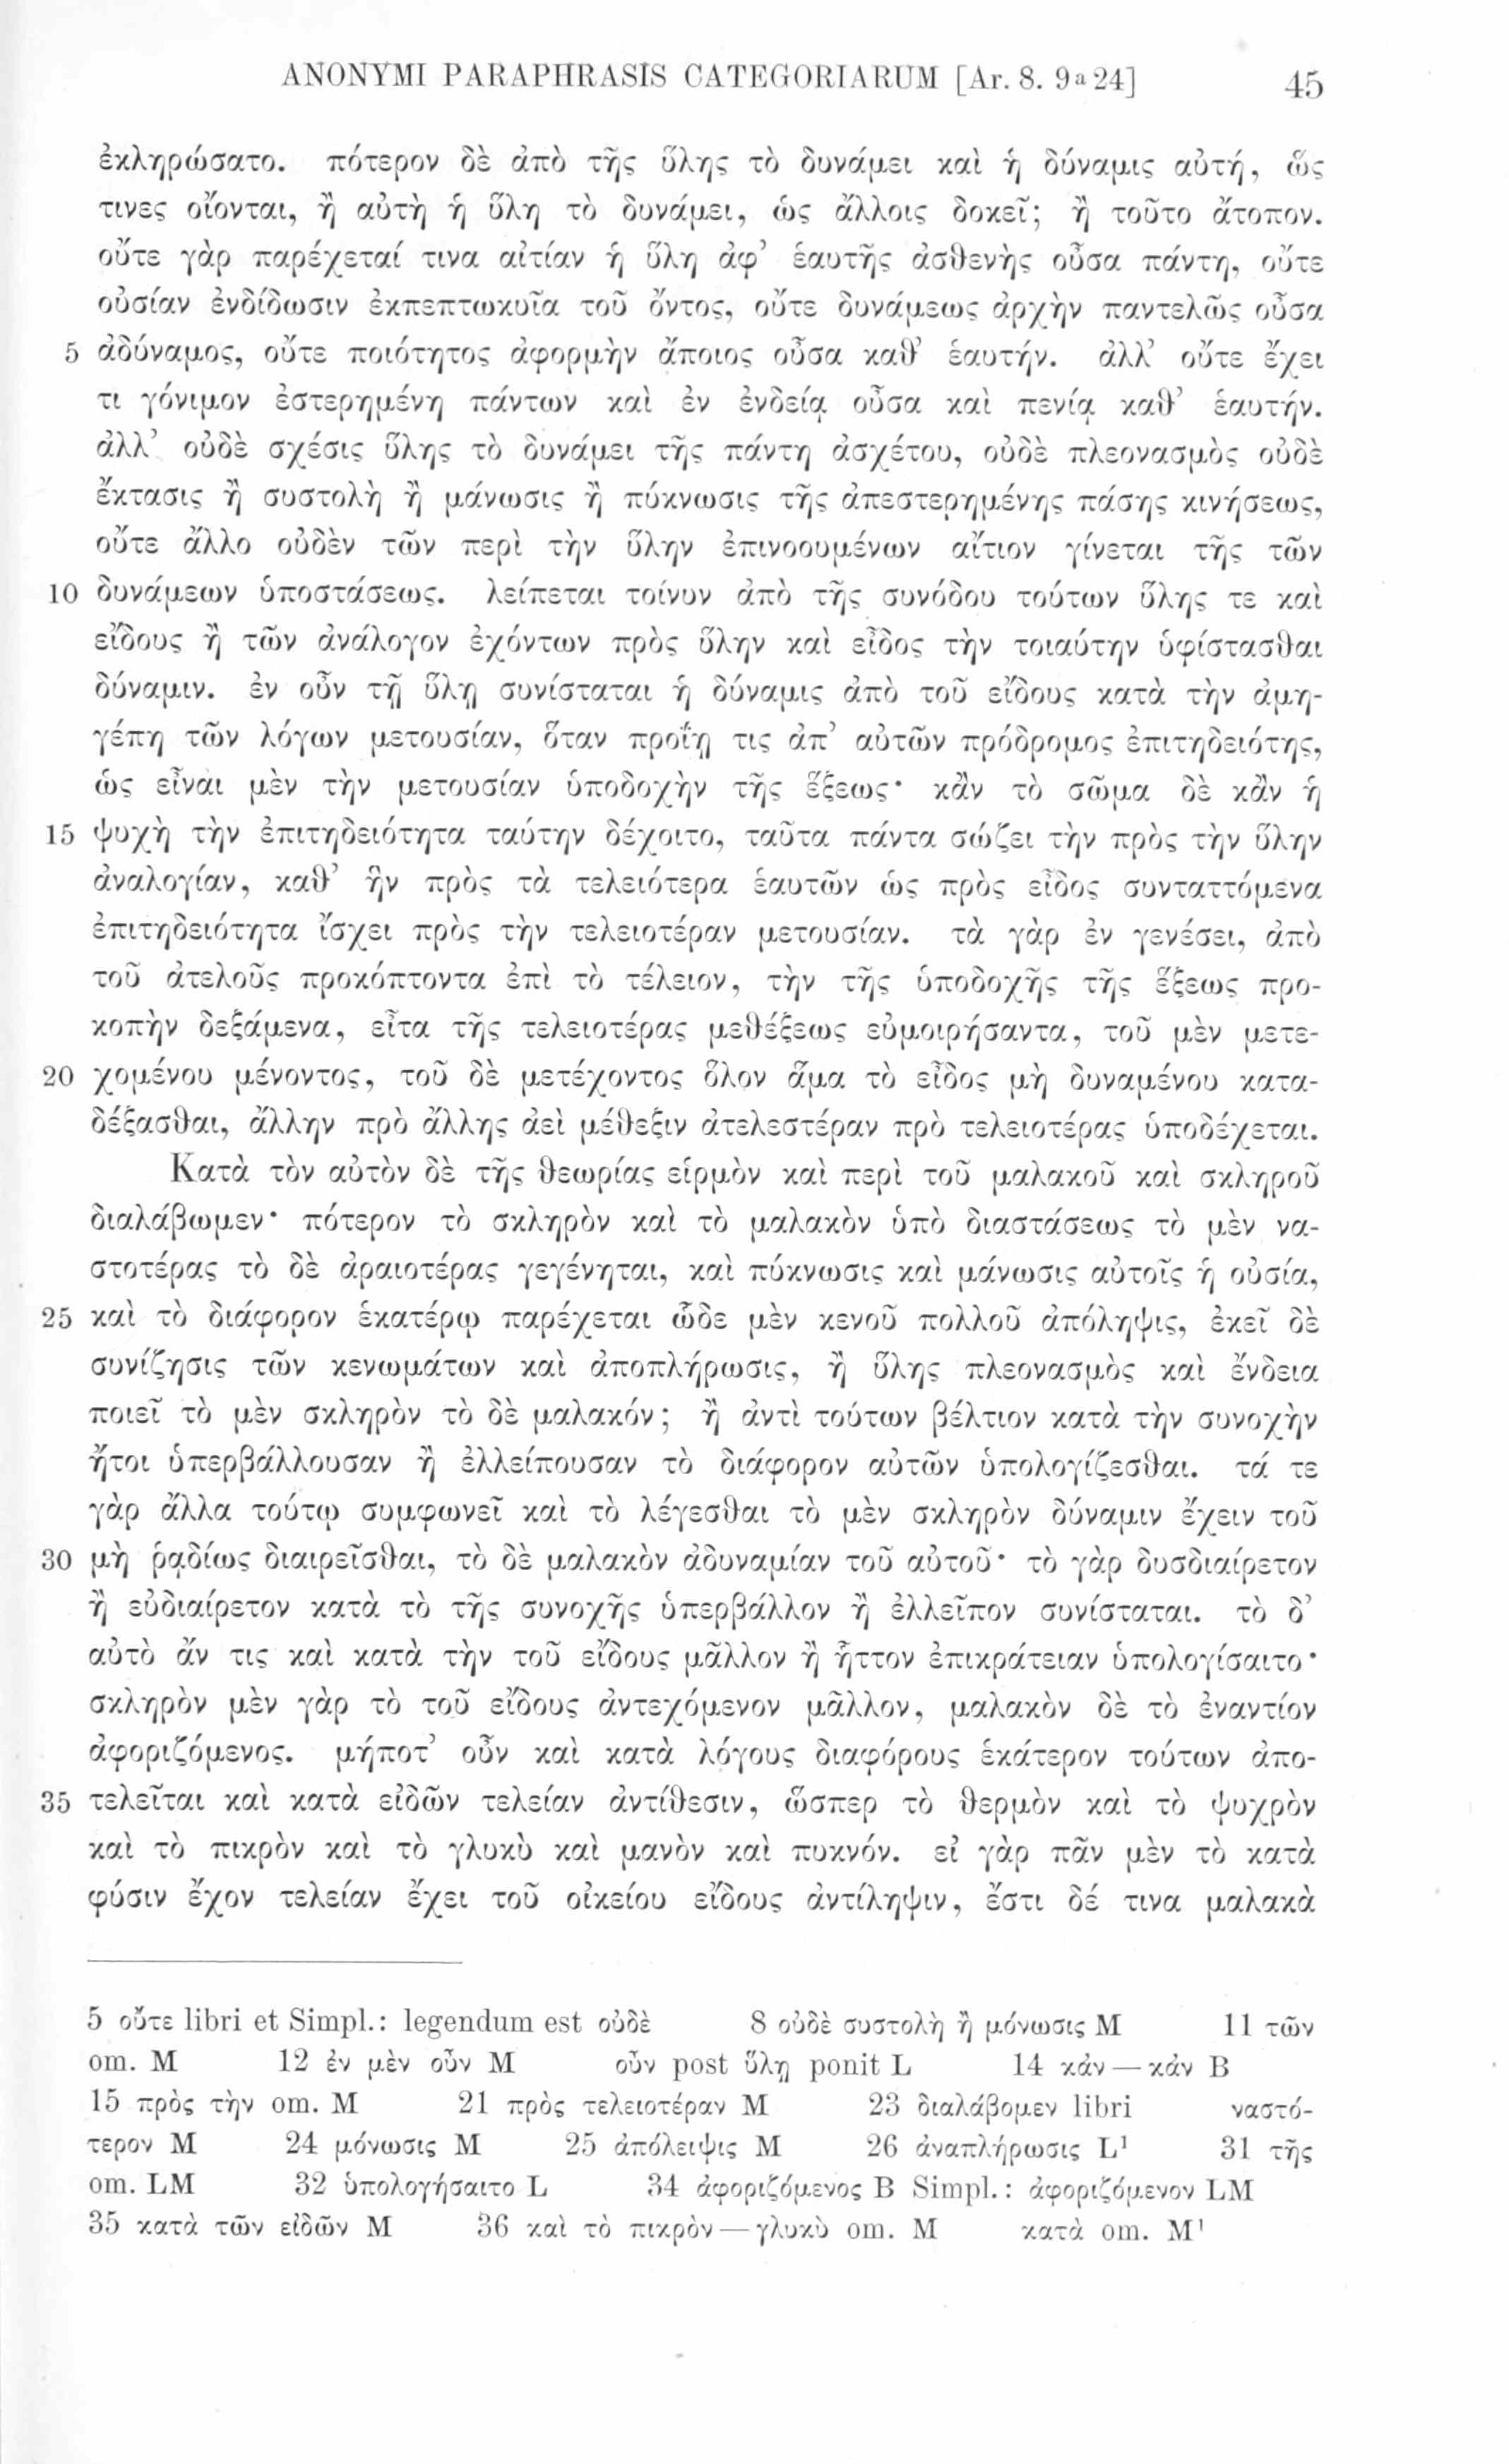 ANONYMI PARAPHRASIS CATEGORIARUM [Ar. 8. 9a24] 45
ἐκληρώσατο. πότερον δὲ ἀπὸ τῆς ὕλης τὸ δυνάμει καὶ ἡ δύναμις αὐτή, ὥς
τινες οἴονται, ἢ αὐτὴ ἡ ὕλη τὸ δυνάμει, ὡς ἄλλοις δοκεῖ; ἢ τοῦτο ἄτοπον.
οὔτε γὰρ παρέχεταί τινα αἰτίαν ἡ ὕλη ἀφ’ ἑαυτῆς ἀσθενὴς οὖσα πάντη, οὔτε
οὐσίαν ἐνδίδωσιν ἐκπεπτωκυῖα τοῦ ὄντος, οὔτε δυνάμεως ἀρχὴν παντελῶς οὖσα
5 ἀδύναμος, οὔτε ποιότητος ἀφορμὴν ἄποιος οὖσα καθ’ ἑαυτήν. ἀλλ’ οὔτε ἔχει
τι γόνιμον ἐστερημένη πάντων καὶ ἐν ἐνδείᾳ οὖσα καὶ πενίᾳ καθ’ ἑαυτήν.
ἀλλ’ οὐδὲ σχέσις ὕλης τὸ δυνάμει τῆς πάντη ἀσχέτου, οὐδὲ πλεονασμὸς οὐδὲ
ἔκτασις ἢ συστολὴ ἢ μάνωσις ἢ πύκνωσις τῆς ἀπεστερημένης πάσης κινήσεως,
οὔτε ἄλλο οὐδὲν τῶν περὶ τὴν ὕλην ἐπινοουμένων αἴτιον γίνεται τῆς τῶν
10 δυνάμεων ὑποστάσεως. λείπεται τοίνυν ἀπὸ τῆς συνόδου τούτων ὕλης τε καὶ
εἴδους ἢ τῶν ἀνάλογον ἐχόντων πρὸς ὕλην καὶ εἶδος τὴν τοιαύτην ὑφίστασθαι
δύναμιν. ἐν οὖν τῇ ὕλῃ συνίσταται ἡ δύναμις ἀπὸ τοῦ εἴδους κατὰ τὴν ἀμη-
γέπη τῶν λόγων μετουσίαν, ὅταν προΐῃ τις ἀπ’ αὐτῶν πρόδρομος ἐπιτηδειότης,
ὡς εἶναι μὲν τὴν μετουσίαν ὑποδοχὴν τῆς ἕξεως· κἂν τὸ σῶμα δὲ κἂν ἡ
15 ψυχὴ τὴν ἐπιτηδειότητα ταύτην δέχοιτο, ταῦτα πάντα σώζει τὴν πρὸς τὴν ὕλην
ἀναλογίαν, καθ’ ἣν πρὸς τὰ τελειότερα ἑαυτῶν ὡς πρὸς εἶδος συνταττόμενα
ἐπιτηδειότητα ἴσχει πρὸς τὴν τελειοτέραν μετουσίαν. τὰ γὰρ ἐν γενέσει, ἀπὸ
τοῦ ἀτελοῦς προκόπτοντα ἐπὶ τὸ τέλειον, τὴν τῆς ὑποδοχῆς τῆς ἕξεως προ-
κοπὴν δεξάμενα, εἶτα τῆς τελειοτέρας μεθέξεως εὐμοιρήσαντα, τοῦ μὲν μετε-
20 χομένου μένοντος, τοῦ δὲ μετέχοντος ὅλον ἅμα τὸ εἶδος μὴ δυναμένου κατα-
δέξασθαι, ἄλλην πρὸ ἄλλης ἀεὶ μέθεξιν ἀτελεστέραν πρὸ τελειοτέρας ὑποδέχεται.
Κατὰ τὸν αὐτὸν δὲ τῆς θεωρίας εἱρμὸν καὶ περὶ τοῦ μαλακοῦ καὶ σκληροῦ
διαλάβωμεν· πότερον τὸ σκληρὸν καὶ τὸ μαλακὸν ὑπὸ διαστάσεως τὸ μὲν να-
στοτέρας τὸ δὲ ἀραιοτέρας γεγένηται, καὶ πύκνωσις καὶ μάνωσις αὐτοῖς ἡ οὐσία,
25 καὶ τὸ διάφορον ἑκατέρῳ παρέχεται ὧδε μὲν κενοῦ πολλοῦ ἀπόληψις, ἐκεῖ δὲ
συνίζησις τῶν κενωμάτων καὶ ἀποπλήρωσις, ἢ ὕλης πλεονασμὸς καὶ ἔνδεια
ποιεῖ τὸ μὲν σκληρὸν τὸ δὲ μαλακόν; ἢ ἀντὶ τούτων βέλτιον κατὰ τὴν συνοχὴν
ἤτοι ὑπερβάλλουσαν ἢ ἐλλείπουσαν τὸ διάφορον αὐτῶν ὑπολογίζεσθαι. τά τε
γὰρ ἄλλα τούτῳ συμφωνεῖ καὶ τὸ λέγεσθαι τὸ μὲν σκληρὸν δύναμιν ἔχειν τοῦ
30 μὴ ῥᾳδίως διαιρεῖσθαι, τὸ δὲ μαλακὸν ἀδυναμίαν τοῦ αὐτοῦ· τὸ γὰρ δυσδιαίρετον
ἢ εὐδιαίρετον κατὰ τὸ τῆς συνοχῆς ὑπερβάλλον ἢ ἐλλεῖπον συνίσταται. τὸ δ’
αὐτὸ ἄν τις καὶ κατὰ τὴν τοῦ εἴδους μᾶλλον ἢ ἧττον ἐπικράτειαν ὑπολογίσαιτο·
σκληρὸν μὲν γὰρ τὸ τοῦ εἴδους ἀντεχόμενον μᾶλλον, μαλακὸν δὲ τὸ ἐναντίον
ἀφοριζόμενος. μήποτ’ οὖν καὶ κατὰ λόγους διαφόρους ἑκάτερον τούτων ἀπο-
35 τελεῖται καὶ κατὰ εἰδῶν τελείαν ἀντίθεσιν, ὥσπερ τὸ θερμὸν καὶ τὸ ψυχρὸν
καὶ τὸ πικρὸν καὶ τὸ γλυκὺ καὶ μανὸν καὶ πυκνόν. εἰ γὰρ πᾶν μὲν τὸ κατὰ
φύσιν ἔχον τελείαν ἔχει τοῦ οἰκείου εἴδους ἀντίληψιν, ἔστι δέ τινα μαλακὰ
5 οὔτε libri et Simpl.: legendum est οὐδὲ 8 οὐδὲ συστολὴ ἢ μόνωσις M 11 τῶν
om. M 12 ἐν μὲν οὖν M οὖν post ὕλῃ ponit L 14 κάν — κάν B
15 πρὸς τὴν om. M 21 πρὸς τελειοτέραν M 23 διαλάβομεν libri ναστό-
τερον M 24 μόνωσις M 25 ἀπόλειψις M 26 ἀναπλήρωσις L¹ 31 τῆς
om. LM 32 ὑπολογήσαιτο L 34 ἀφοριζόμενος B Simpl.: ἀφοριζόμενον LM
35 κατὰ τῶν εἰδῶν M 36 καὶ τὸ πικρὸν — γλυκὺ om. M κατὰ om. M¹